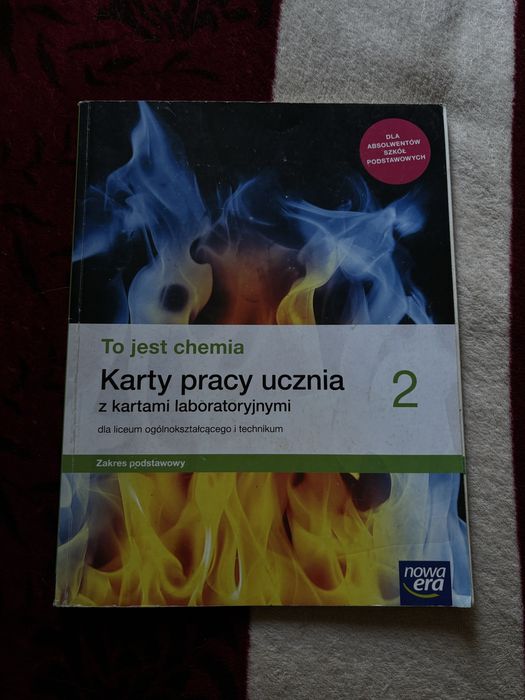 DLA
ABSOLWENTÓW
SZKÓŁ
PODSTAWOWYCH
To jest chemia
Karty pracy ucznia 2
z kartami laboratoryjnymi
dla liceum ogólnokształcącego i technikum
Zakres podstawowy
nowa
era